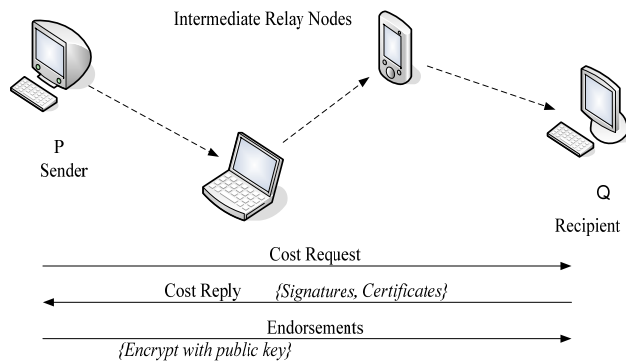 Intermediate Relay Nodes
P
Sender
Q
Recipient
Cost Request
Cost Reply {Signatures, Certificates}
Endorsements
{Encrypt with public key}